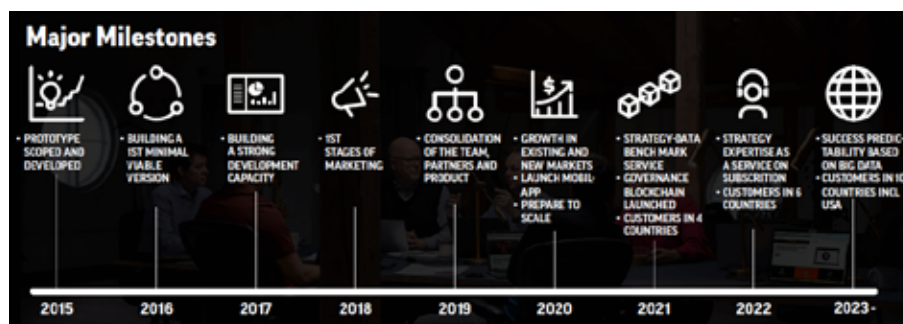 Major Milestones
• PROTOTYPE
SCOPED AND
DEVELOPED
• BUILDING A
1ST MINIMAL
VIABLE
VERSION
• BUILDING
A STRONG
DEVELOPMENT
CAPACITY
• 1ST
STAGES OF
MARKETING
• CONSOLIDATION
OF THE TEAM,
PARTNERS AND
PRODUCT
• GROWTH IN
EXISTING AND
NEW MARKETS
• LAUNCH MOBIL
APP
• PREPARE TO
SCALE
• STRATEGY-DATA
BENCH MARK
SERVICE
• GOVERNANCE
BLOCKCHAIN
LAUNCHED
• CUSTOMERS IN 4
COUNTRIES
• STRATEGY
EXPERTISE AS
A SERVICE ON
SUBSCRITION
• CUSTOMERS IN 6
COUNTRIES
• SUCCESS PREDIC-
TABILITY BASED
ON BIG DATA
• CUSTOMERS IN 10
COUNTRIES INCL
USA
2015 2016 2017 2018 2019 2020 2021 2022 2023-